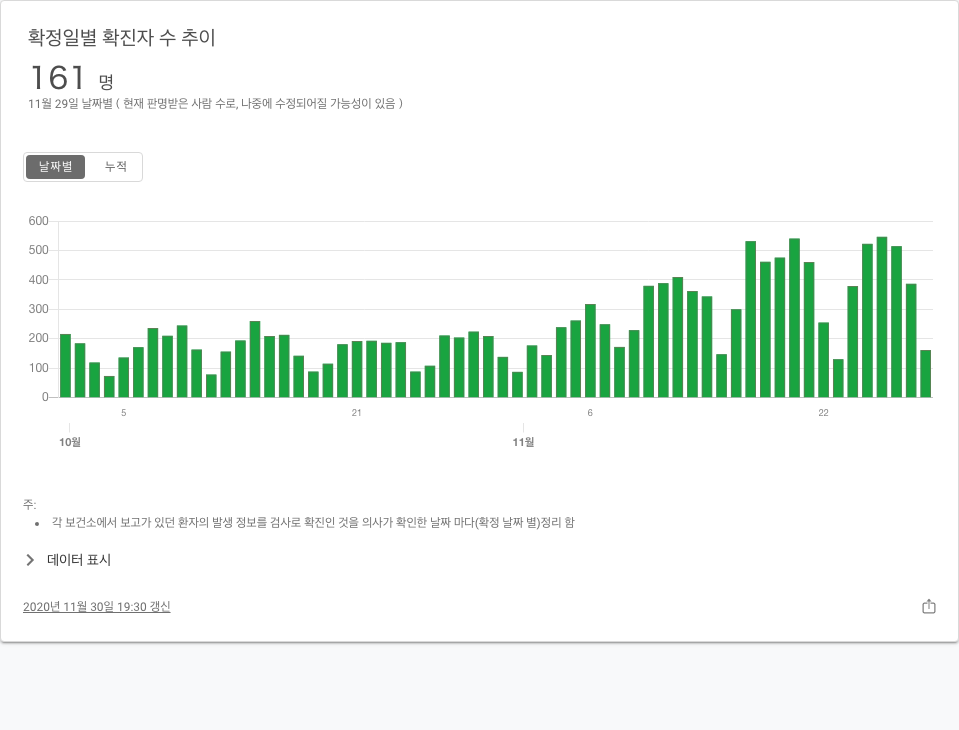 확정일별 확진자 수 추이
161 명
11월 29일 날짜별 ( 현재 판명받은 사람 수로, 나중에 수정되어질 가능성이 있음 )
날짜별 누적
600
500
400
300
200
100
0
5 21 6 22
10월 11월
주:
• 각 보건소에서 보고가 있던 환자의 발생 정보를 검사로 확진인 것을 의사가 확인한 날짜 마다(확정 날짜 별)정리 함
데이터 표시
2020년 11월 30일 19:30 갱신